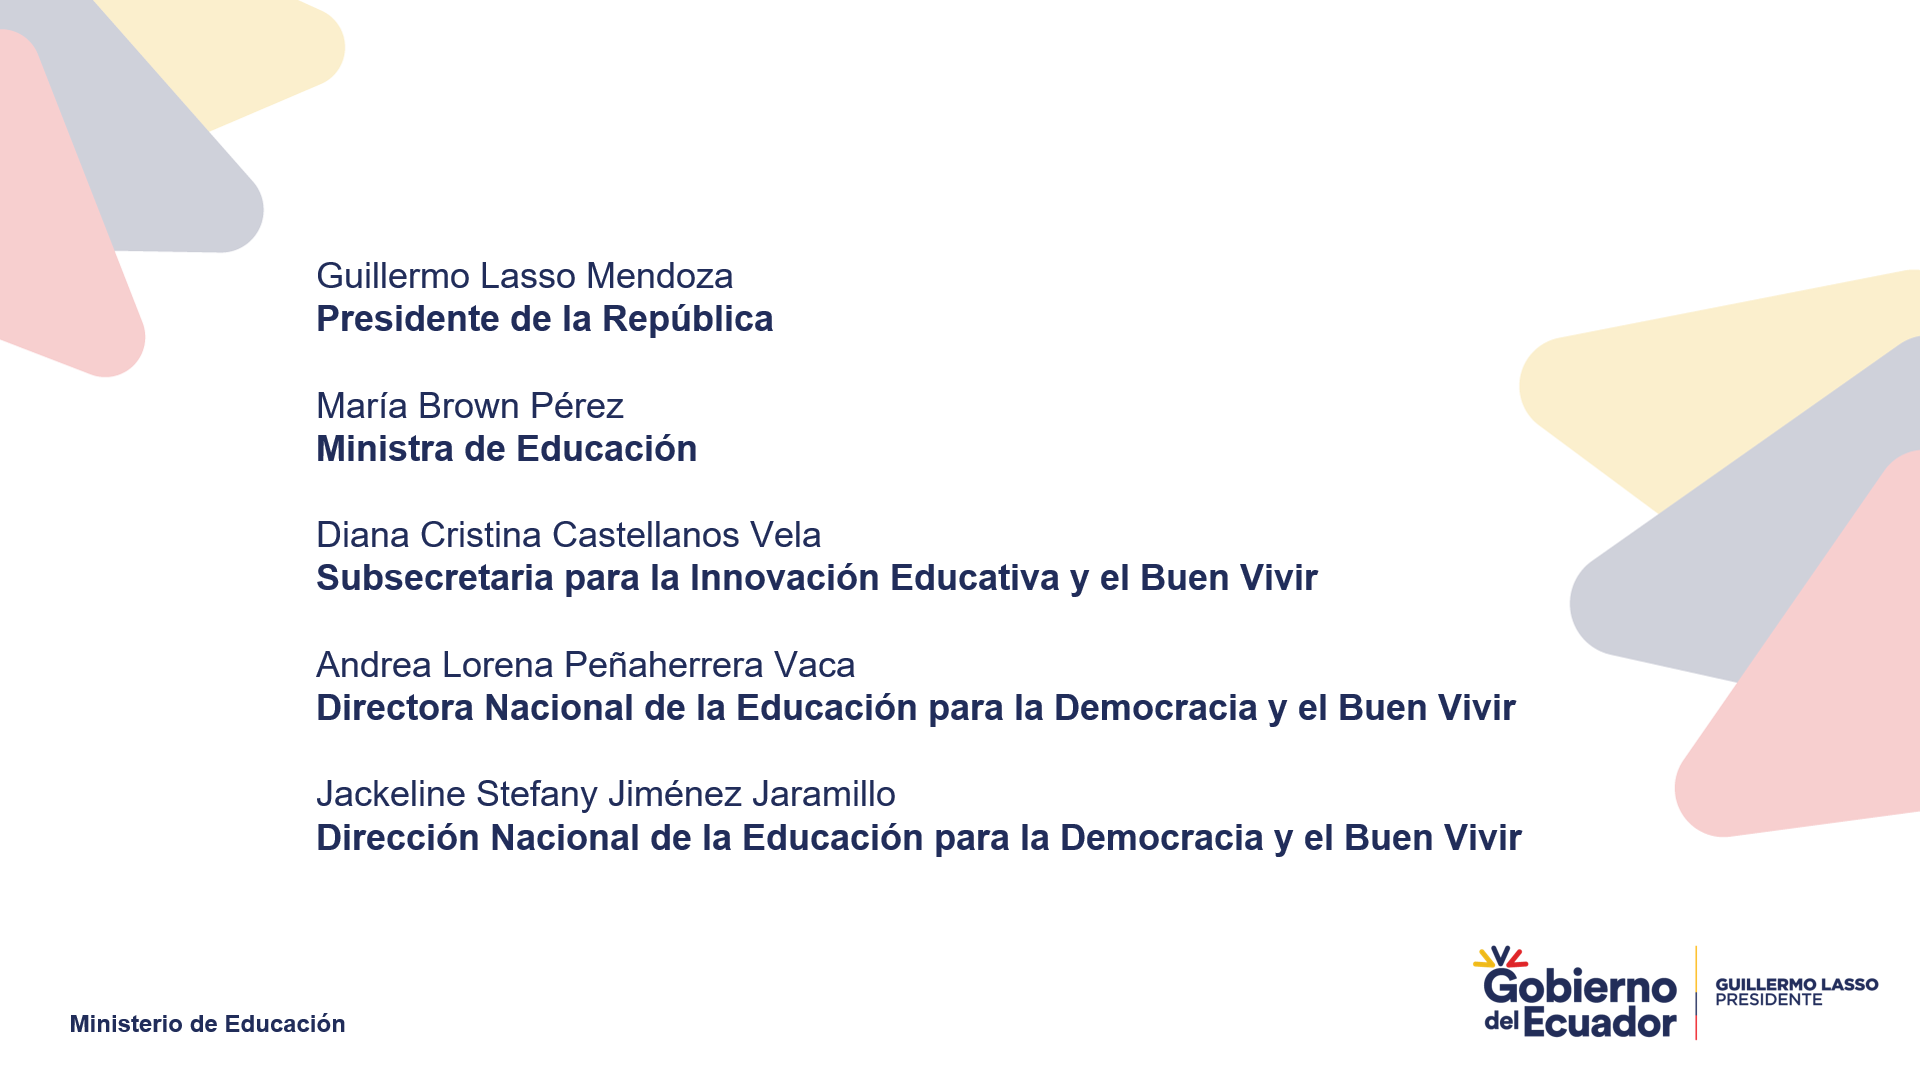 Guillermo Lasso Mendoza
Presidente de la República
María Brown Pérez
Ministra de Educación
Diana Cristina Castellanos Vela
Subsecretaria para la Innovación Educativa y el Buen Vivir
Andrea Lorena Peñaherrera Vaca
Directora Nacional de la Educación para la Democracia y el Buen Vivir
Jackeline Stefany Jiménez Jaramillo
Dirección Nacional de la Educación para la Democracia y el Buen Vivir
Ministerio de Educación
Gobierno
del Ecuador
GUILLERMO LASSO
PRESIDENTE